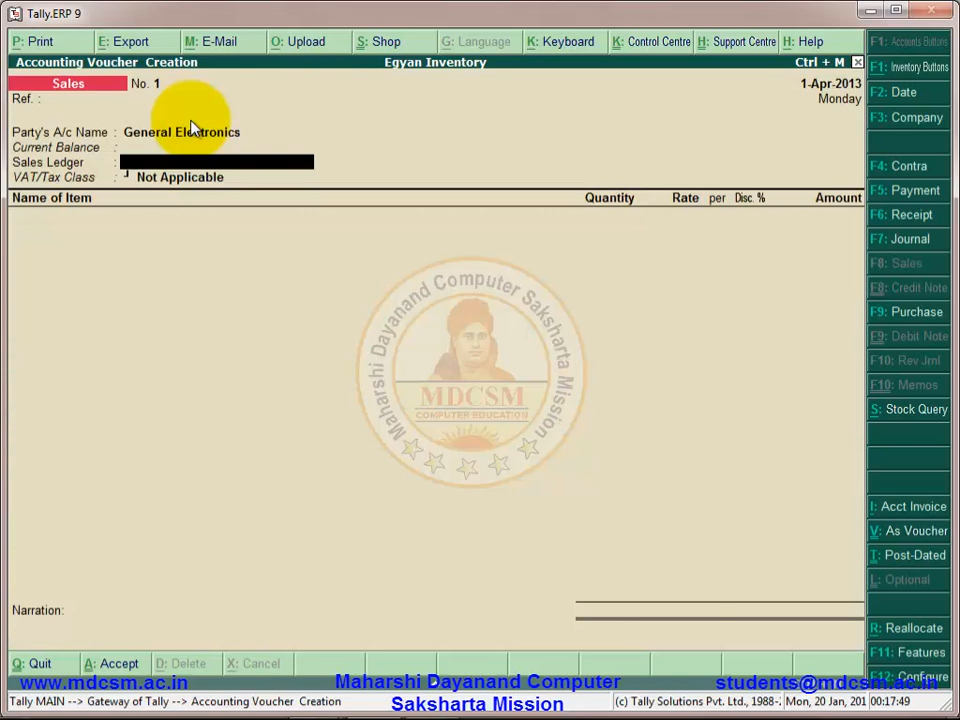 Tally.ERP 9
P: Print
E: Export
M: E-Mail
O: Upload
S: Shop
G: Language
K: Keyboard
K: Control Centre
H: Support Centre
H: Help
F1: Accounts Buttons
Accounting Voucher Creation
Egyan Inventory
Ctrl + M
F1: Inventory Buttons
Sales
No. 1
1-Apr-2013
F2: Date
Ref. :
Monday
F3: Company
Party's A/c Name : General Electronics
Current Balance :
Sales Ledger
F4: Contra
VAT/Tax Class : Not Applicable
F5: Payment
Name of Item
Quantity
Rate
per
Disc. %
Amount
F6: Receipt
F7: Journal
F8: Sales
F8: Credit Note
F9: Purchase
F9: Debit Note
F10: Rev Jrnl
F10: Memos
S: Stock Query
Maharshi Dayanand Computer Saksharta Mission
MDCSM
COMPUTER EDUCATION
I: Acct Invoice
V: As Voucher
T: Post-Dated
L: Optional
Narration:
R: Reallocate
F11: Features
Q: Quit
A: Accept
D: Delete
X: Cancel
F12: Configure
www.mdcsm.ac.in
Maharshi Dayanand Computer
Saksharta Mission
students@mdcsm.ac.in
Tally MAIN --> Gateway of Tally --> Accounting Voucher Creation
(c) Tally Solutions Pvt. Ltd., 1988-
Mon, 20 Jan, 201
00:17:49